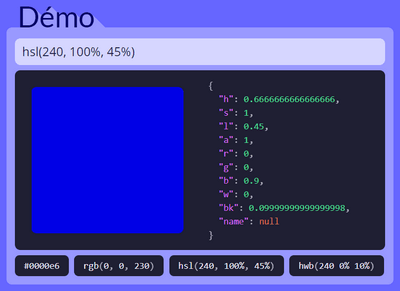 Démo
hsl(240, 100%, 45%)
{
"h": 0.6666666666666666,
"s": 1,
"l": 0.45,
"a": 1,
"r": 0,
"g": 0,
"b": 0.9,
"w": 0,
"bk": 0.09999999999999998,
"name": null
}
#0000e6
rgb(0, 0, 230)
hsl(240, 100%, 45%)
hwb(240 0% 10%)